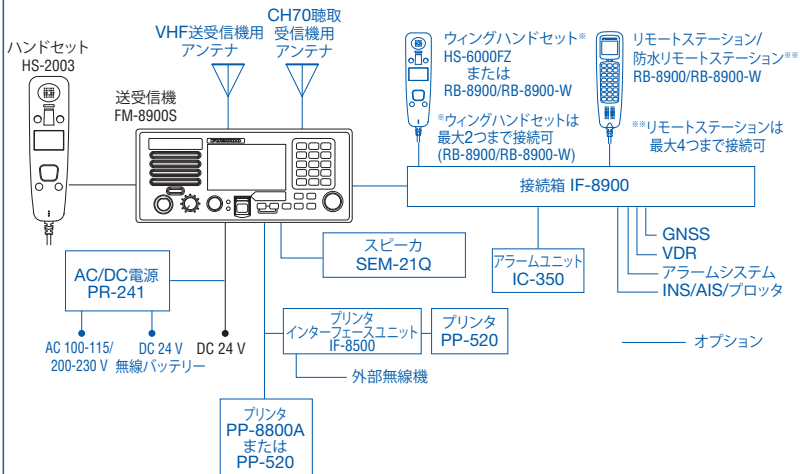 ハンドセット
HS-2003
VHF送受信機用
アンテナ
CH70聴取
受信機用
アンテナ
送受信機
FM-8900S
ウィングハンドセット※
HS-6000FZ
または
RB-8900/RB-8900-W
※ウィングハンドセットは
最大2つまで接続可
(RB-8900/RB-8900-W)
リモートステーション/
防水リモートステーション※※
RB-8900/RB-8900-W
※※リモートステーションは
最大4つまで接続可
接続箱 IF-8900
GNSS
VDR
アラームシステム
INS/AIS/プロッタ
アラームユニット
IC-350
スピーカ
SEM-21Q
AC/DC電源
PR-241
AC 100-115/
200-230 V
DC 24 V
無線バッテリー
DC 24 V
プリンタ
インターフェースユニット
IF-8500
プリンタ
PP-520
外部無線機
オプション
プリンタ
PP-8800A
または
PP-520